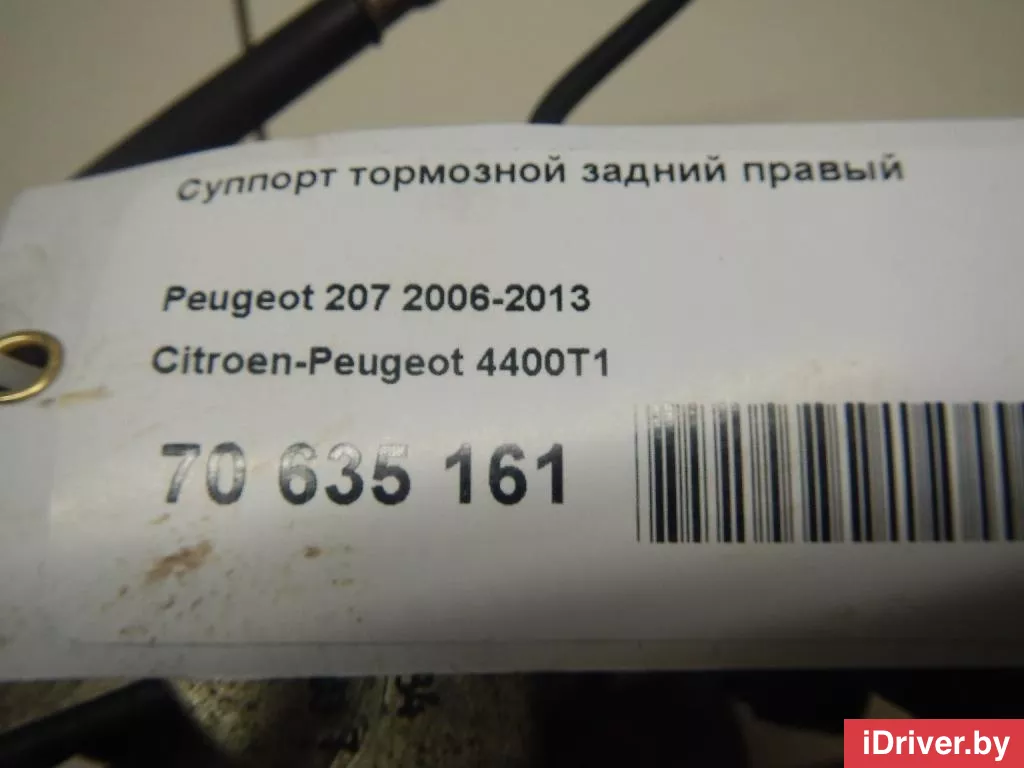 Суппорт тормозной задний правый
Peugeot 207 2006-2013
Citroen-Peugeot 4400T1
70 635 161
iDriver.by